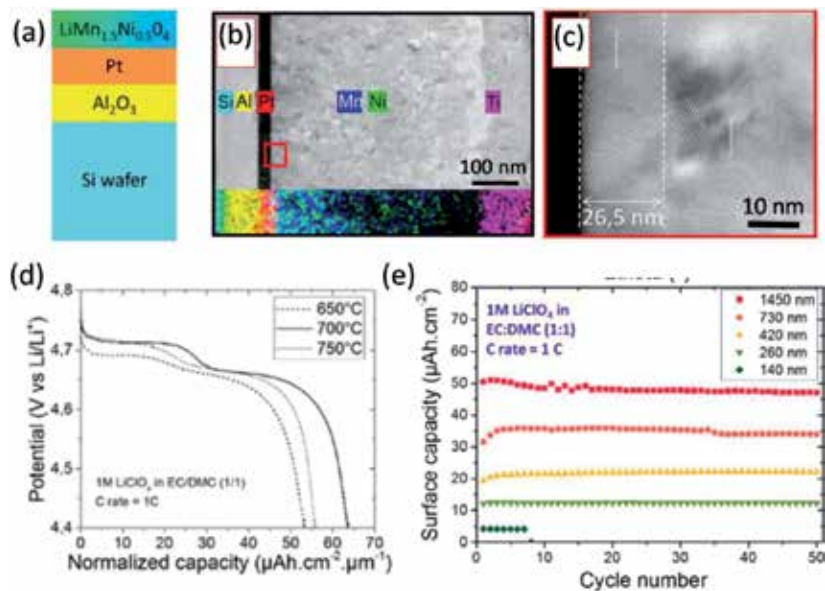 (a)
LiMn1.5Ni0.5O4
Pt
Al2O3
Si wafer
(b)
Si Al Pt Mn Ni Ti
100 nm
(c)
26,5 nm
10 nm
(d)
4,8
4,7
4,6
4,5
4,4
Potential (V vs Li/Li+)
650°C
700°C
750°C
1M LiClO4 in EC/DMC (1/1)
C rate = 1C
0 10 20 30 40 50 60 70
Normalized capacity (µAh.cm-2.µm-1)
(e)
80
70
60
50
40
30
20
10
0
Surface capacity (µAh.cm-2)
1M LiClO4 in
EC:DMC (1:1)
C rate = 1 C
1450 nm
730 nm
420 nm
260 nm
140 nm
0 10 20 30 40 50
Cycle number